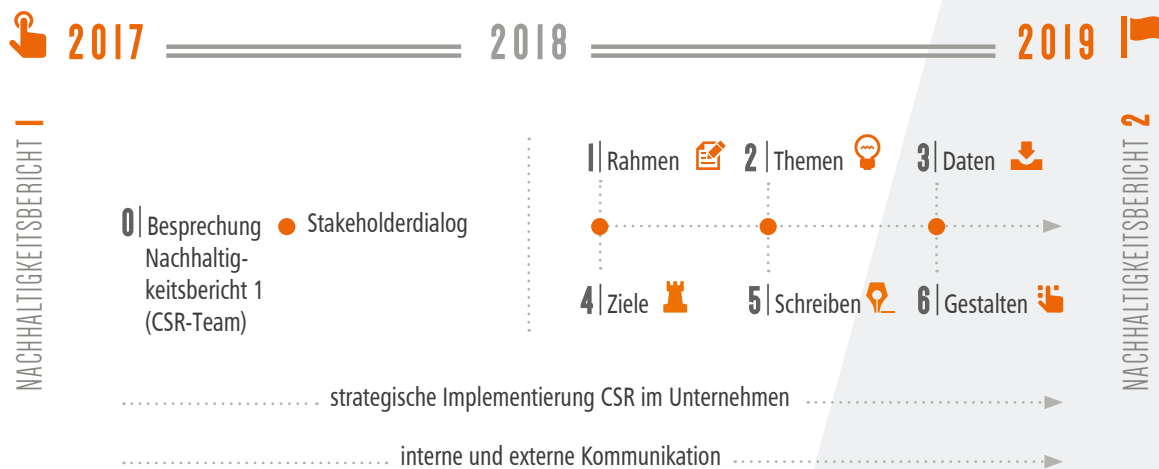 2017
2018
2019
NACHHALTIGKEITSBERICHT 1
0 Besprechung
Nachhaltig-
keitsbericht 1
(CSR-Team)
Stakeholderdialog
1 Rahmen
2 Themen
3 Daten
4 Ziele
5 Schreiben
6 Gestalten
NACHHALTIGKEITSBERICHT 2
strategische Implementierung CSR im Unternehmen
interne und externe Kommunikation